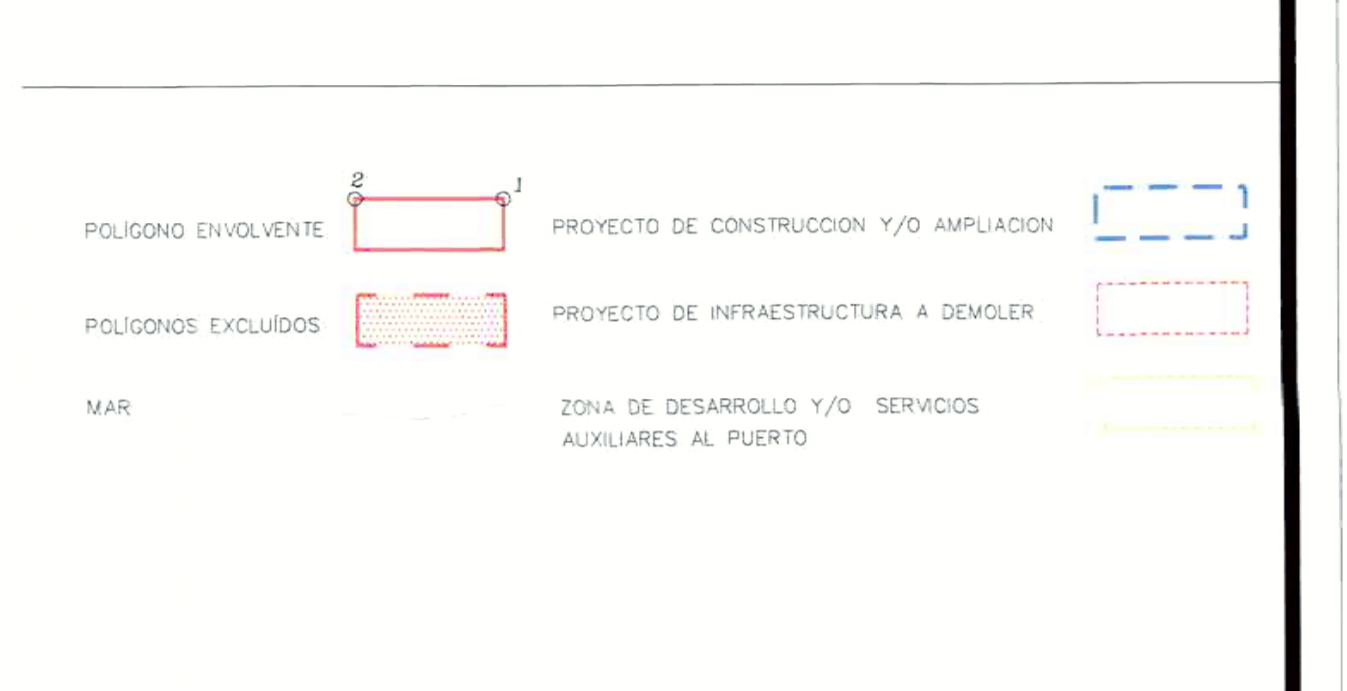 2
1
POLÍGONO ENVOLVENTE
PROYECTO DE CONSTRUCCION Y/O AMPLIACION
POLÍGONOS EXCLUÍDOS
PROYECTO DE INFRAESTRUCTURA A DEMOLER
MAR
ZONA DE DESARROLLO Y/O SERVICIOS
AUXILIARES AL PUERTO